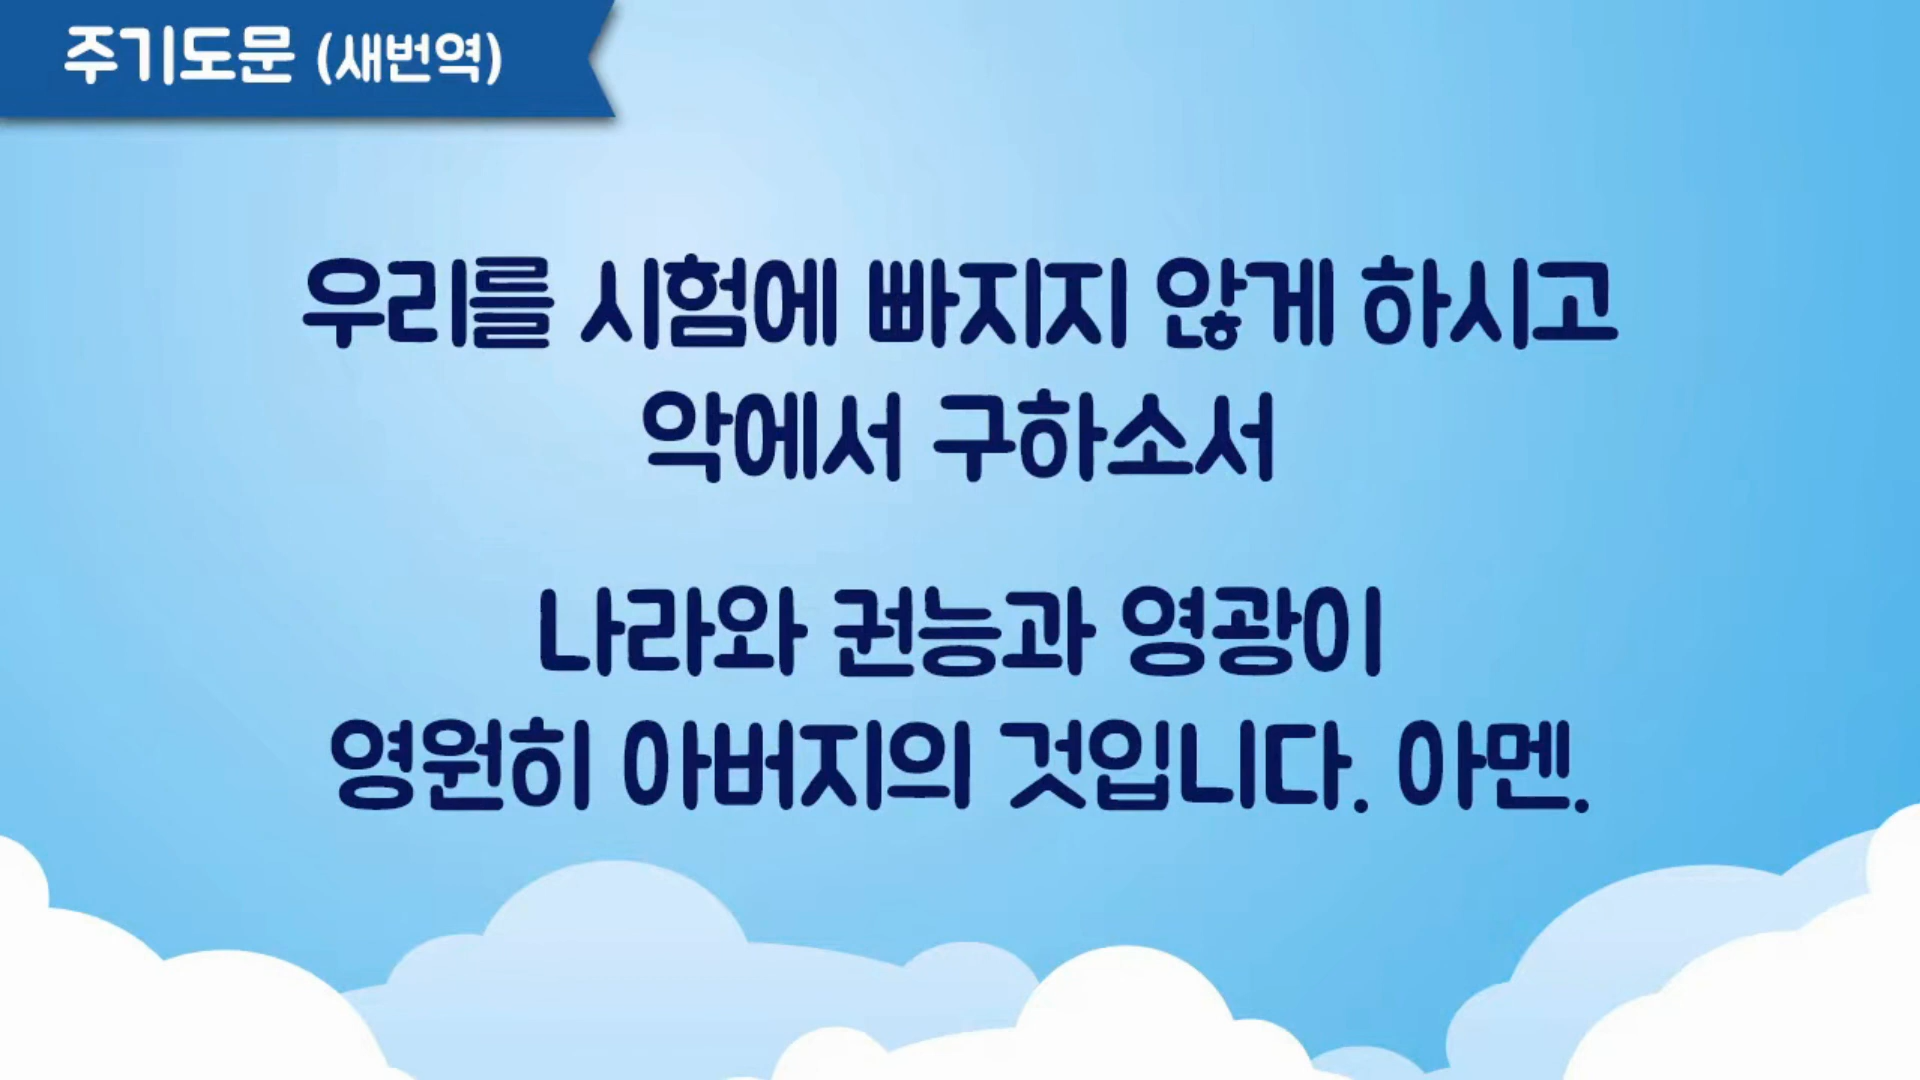 주기도문 (새번역)
우리를 시험에 빠지지 않게 하시고
악에서 구하소서
나라와 권능과 영광이
영원히 아버지의 것입니다. 아멘.